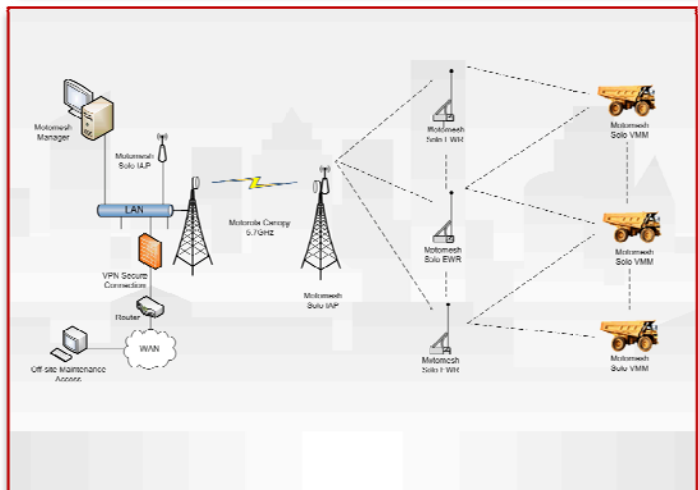 Motomesh
Manager
Motomesh
Solo IAP
LAN
Motorola Canopy
5.7GHz
VPN Secure
Connection
Router
WAN
Off-site Maintenance
Access
Motomesh
Solo IAP
Motomesh
Solo EWR
Motomesh
Solo EWR
Motomesh
Solo EWR
Motomesh
Solo VMM
Motomesh
Solo VMM
Motomesh
Solo VMM